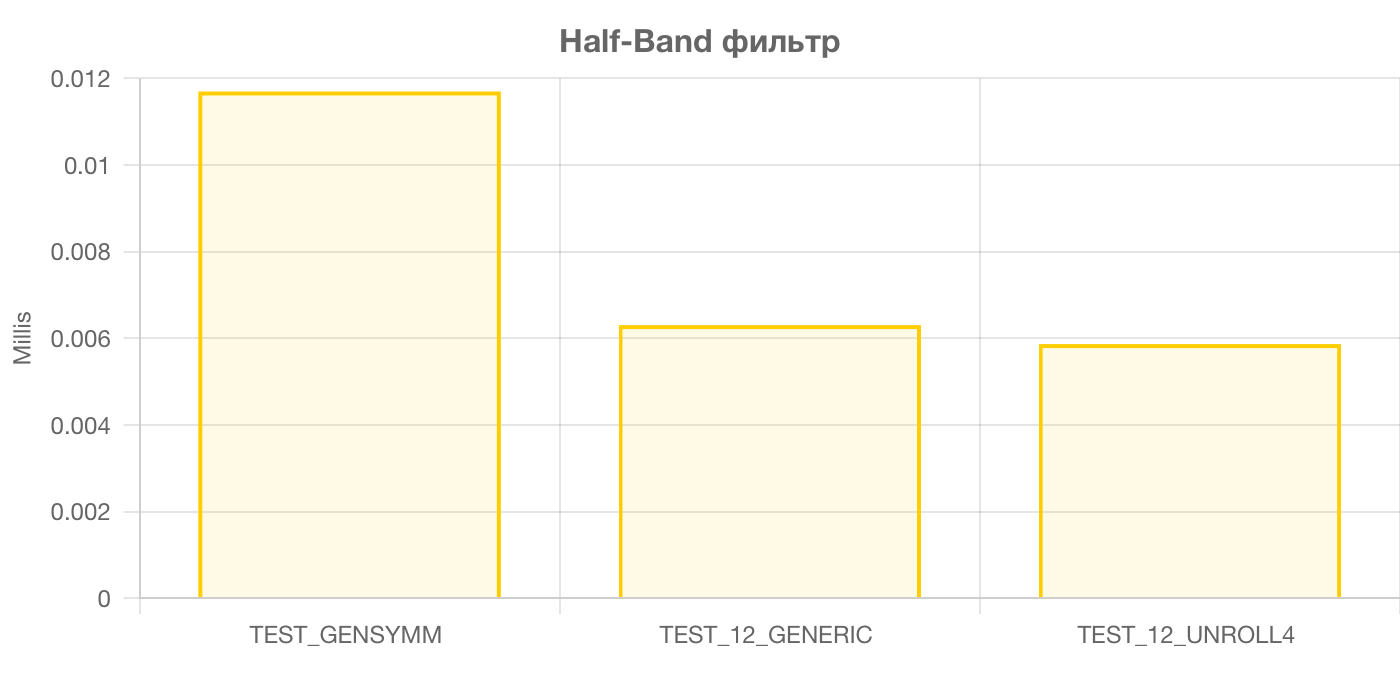 Half-Band фильтр
0.012
0.01
0.008
0.006
0.004
0.002
0
Millis
TEST_GENSYMM
TEST_12_GENERIC
TEST_12_UNROLL4